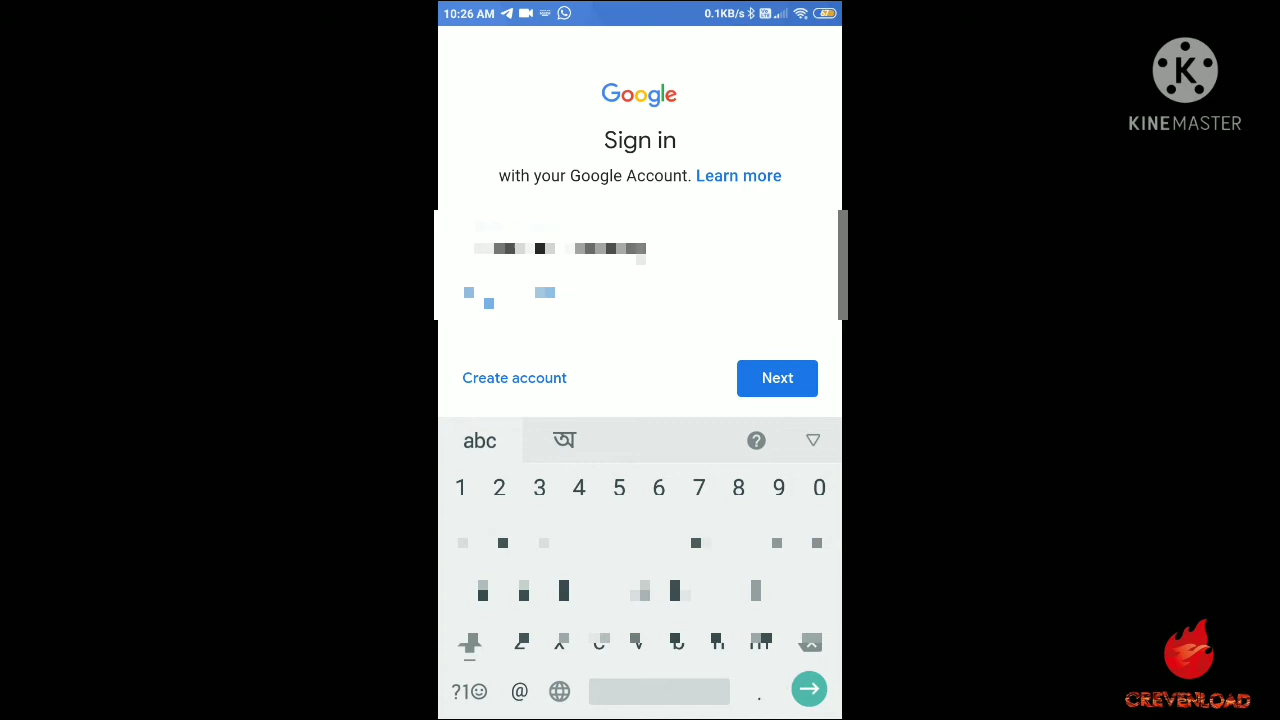 10:26 AM 0.1KB/s 67
KINEMASTER
Google
Sign in
with your Google Account. Learn more
Create account Next
abc অ
1 2 3 4 5 6 7 8 9 0
z x c v b n m
?1 @ .
CREVENLOAD